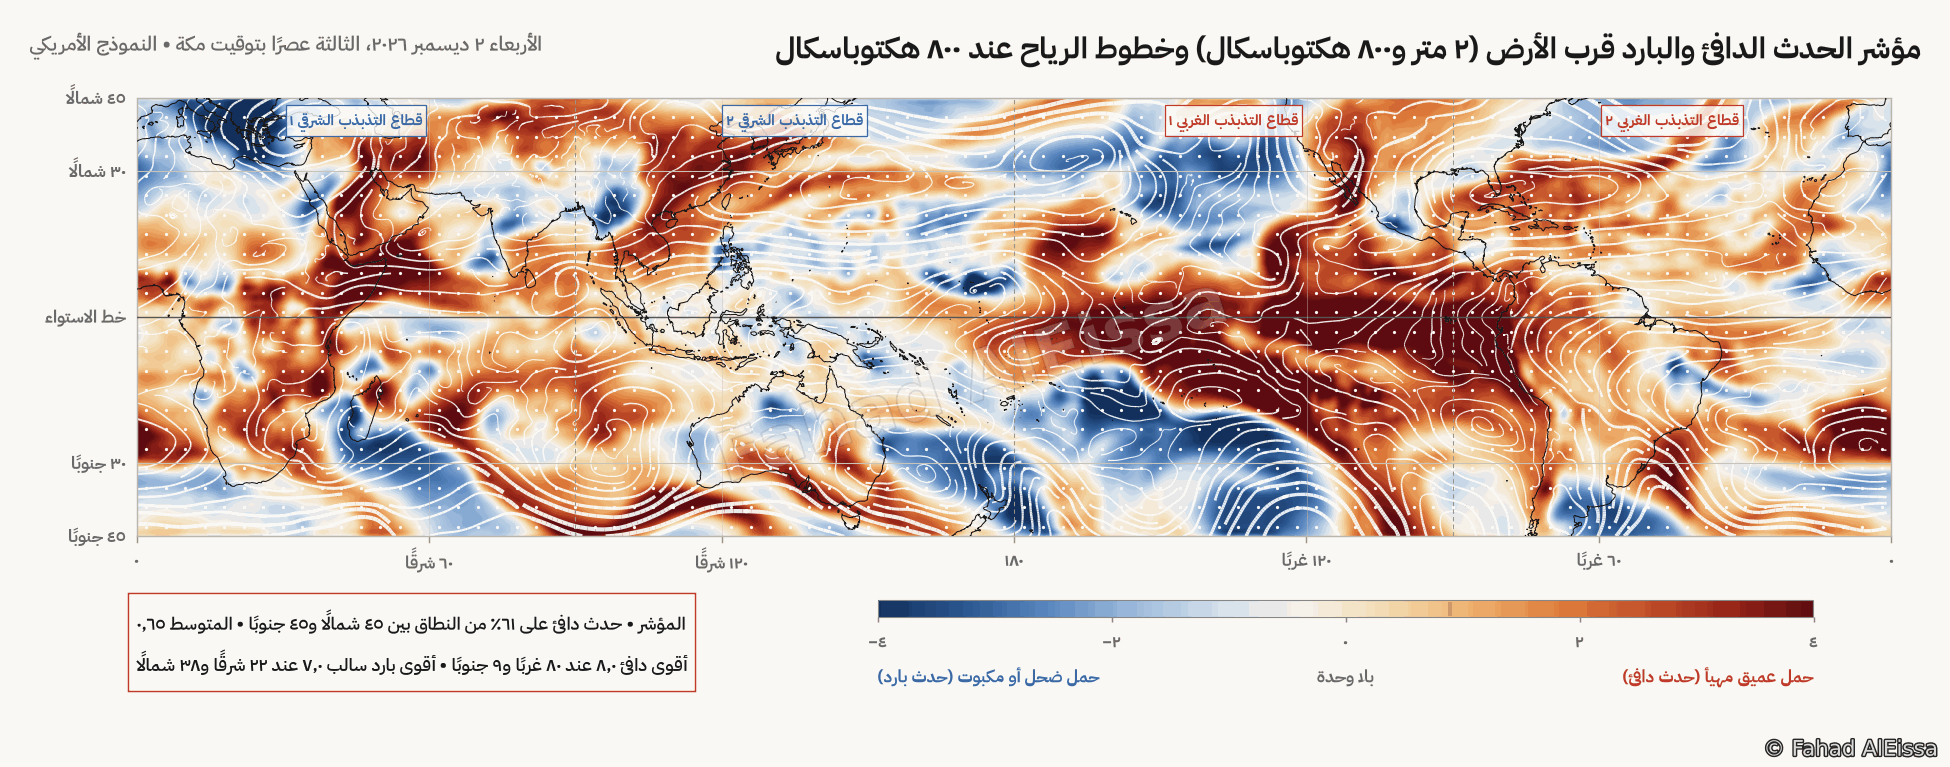 مؤشر الحدث الدافئ والبارد قرب الأرض (٢ متر و٨٠٠ هكتوباسكال) وخطوط الرياح عند ٨٠٠ هكتوباسكال
الأربعاء ٢ ديسمبر ٢٠٢٦، الثالثة عصرًا بتوقيت مكة • النموذج الأمريكي
قطاع التذبذب الشرقي ١
قطاع التذبذب الشرقي ٢
قطاع التذبذب الغربي ١
قطاع التذبذب الغربي ٢
٤٥ شمالًا
٣٠ شمالًا
خط الاستواء
٣٠ جنوبًا
٤٥ جنوبًا
٠
٦٠ شرقًا
١٢٠ شرقًا
١٨٠
١٢٠ غربًا
٦٠ غربًا
٠
Fahad AlEissa
المؤشر • حدث دافئ على ٦١٪ من النطاق بين ٤٥ شمالًا و٤٥ جنوبًا • المتوسط ٠,٦٥
أقوى دافئ ٨,٠ عند ٨٠ غربًا و٩ جنوبًا • أقوى بارد سالب ٧,٠ عند ٢٢ شرقًا و٣٨ شمالًا
−٤
−٢
٠
٢
٤
حمل ضحل أو مكبوت (حدث بارد)
بلا وحدة
حمل عميق مهيأ (حدث دافئ)
© Fahad AlEissa